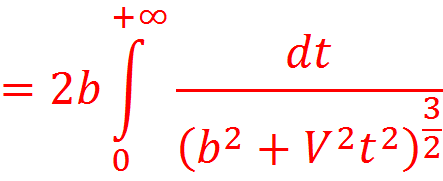 = 2b ∫₀^{+∞} dt / (b² + V²t²)^{3/2}